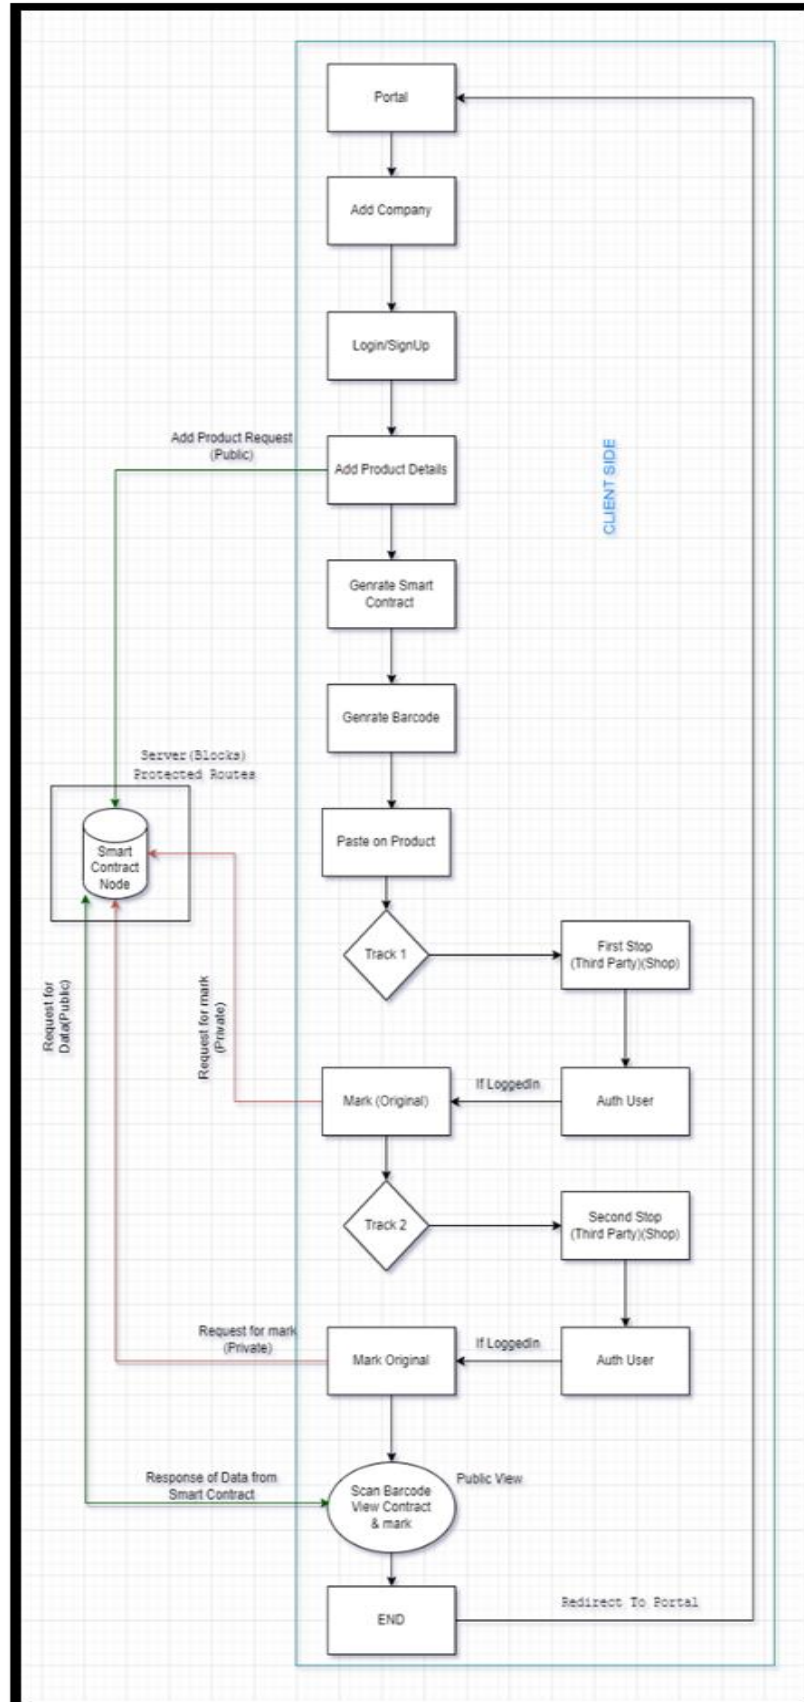 Portal
Add Company
Login/SignUp
Add Product Request
(Public)
Add Product Details
CLIENT SIDE
Genrate Smart
Contract
Genrate Barcode
Server(Blocks)
Protected Routes
Smart
Contract
Node
Paste on Product
Track 1
First Stop
(Third Party)(Shop)
Request for
Data(Public)
Request for mark
(Private)
Mark (Original)
If LoggedIn
Auth User
Track 2
Second Stop
(Third Party)(Shop)
Request for mark
(Private)
Mark Original
If LoggedIn
Auth User
Response of Data from
Smart Contract
Scan Barcode
View Contract
& mark
Public View
END
Redirect To Portal